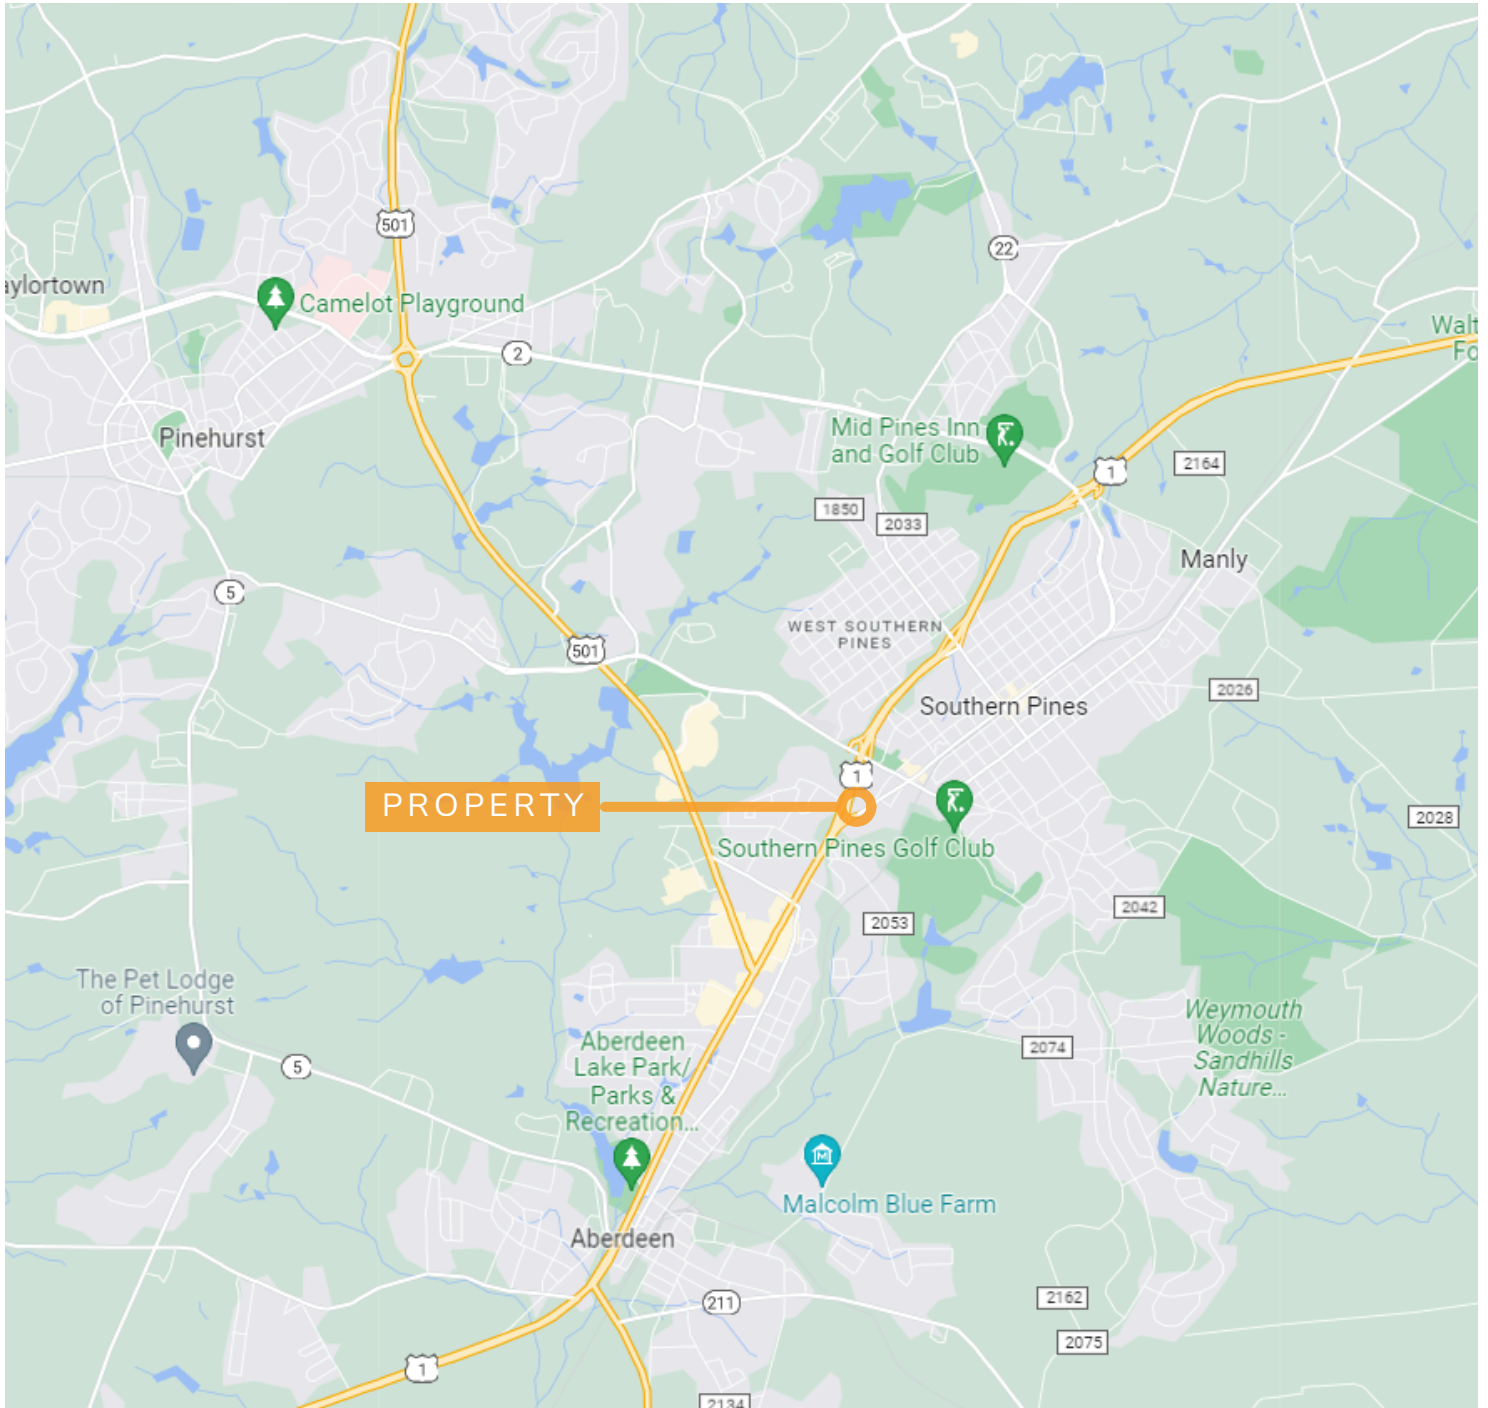 501
22
aylortown
Camelot Playground
Walt
Fo
2
Mid Pines Inn
and Golf Club
Pinehurst
1
2164
1850
2033
Manly
5
WEST SOUTHERN
PINES
501
2026
Southern Pines
1
PROPERTY
2028
Southern Pines Golf Club
2042
2053
The Pet Lodge
of Pinehurst
Weymouth
Woods -
Sandhills
Nature...
Aberdeen
Lake Park/
Parks &
Recreation...
2074
5
M
Malcolm Blue Farm
Aberdeen
211
2162
2075
1
2134